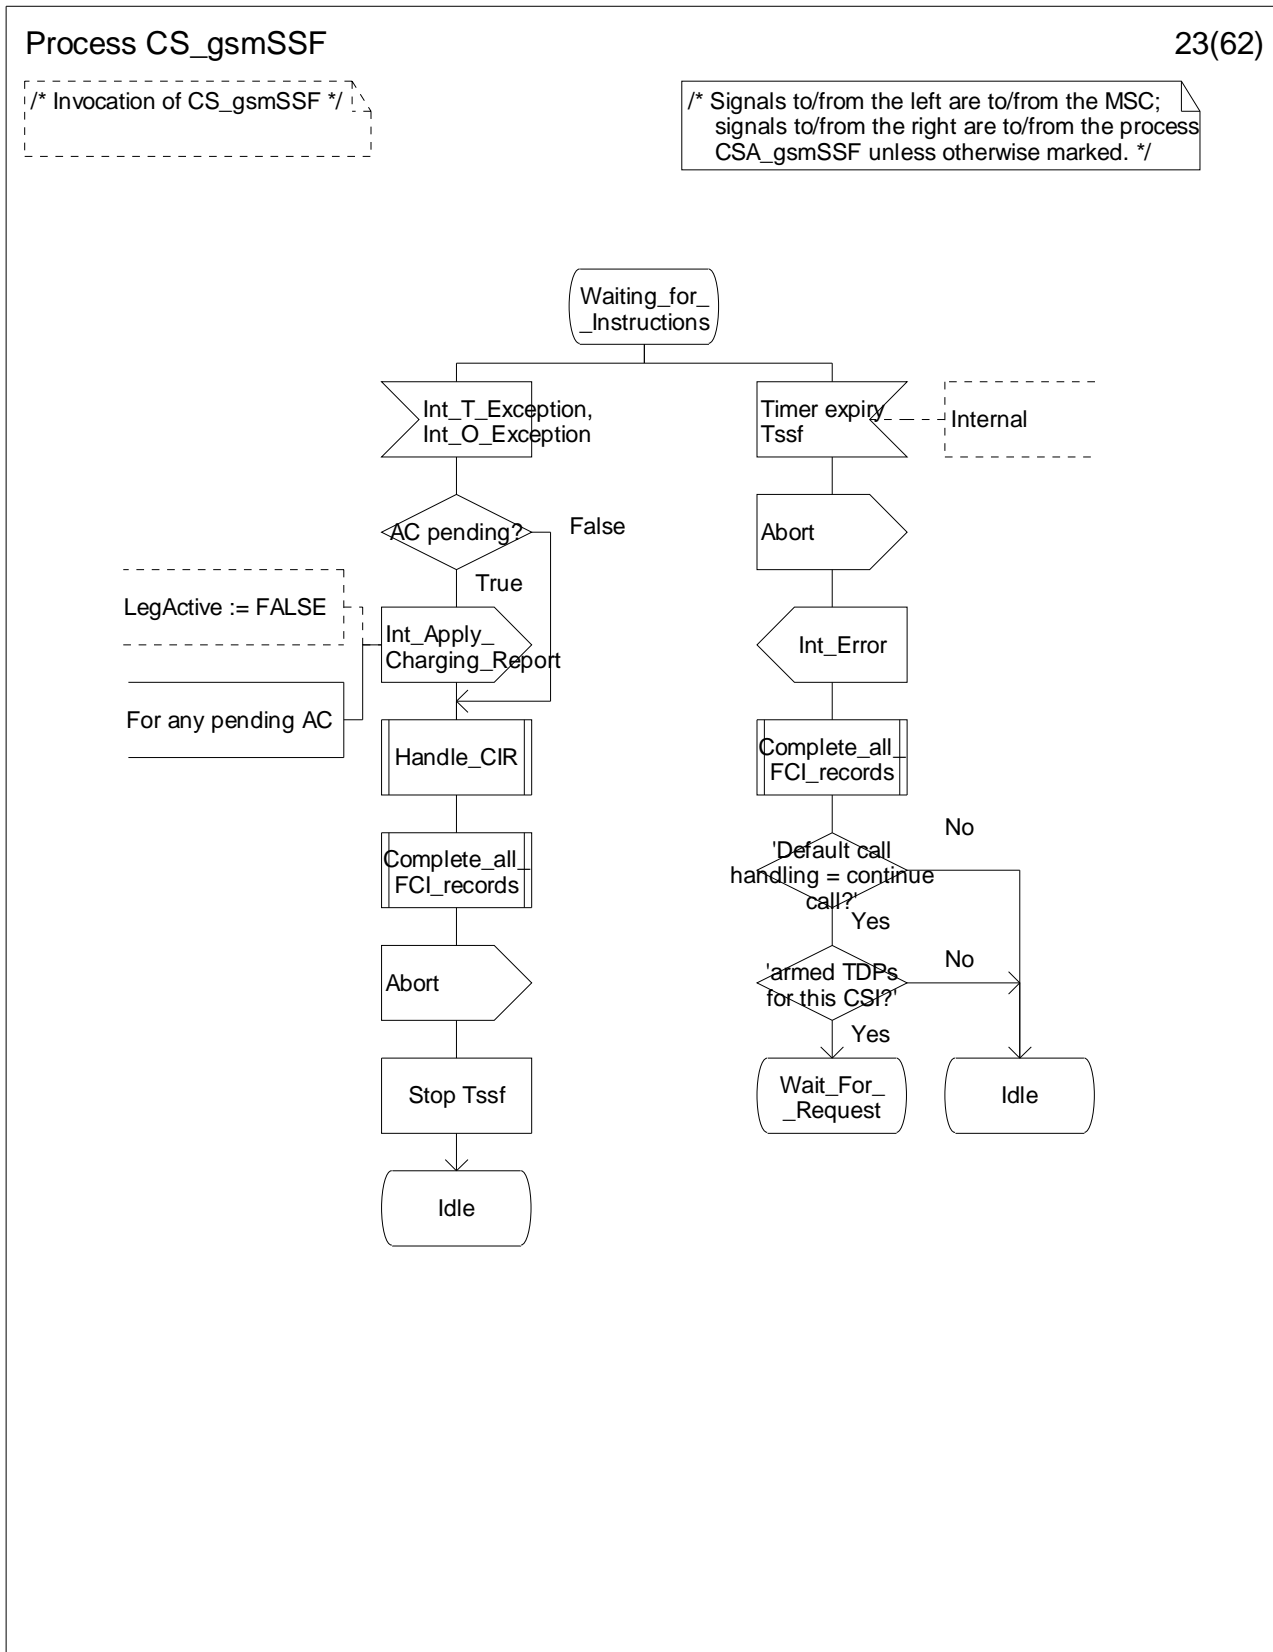 Process CS_gsmSSF
23(62)
/* Invocation of CS_gsmSSF */
/* Signals to/from the left are to/from the MSC;
signals to/from the right are to/from the process
CSA_gsmSSF unless otherwise marked. */
Waiting_for_
_Instructions
Int_T_Exception,
Int_O_Exception
Timer expiry
Tssf
Internal
AC pending?
False
True
Abort
LegActive := FALSE
Int_Apply_
Charging_Report
Int_Error
For any pending AC
Handle_CIR
Complete_all_
FCI_records
Complete_all_
FCI_records
'Default call
handling = continue
call?'
No
Yes
Abort
'armed TDPs
for this CSI?'
No
Yes
Stop Tssf
Wait_For_
_Request
Idle
Idle